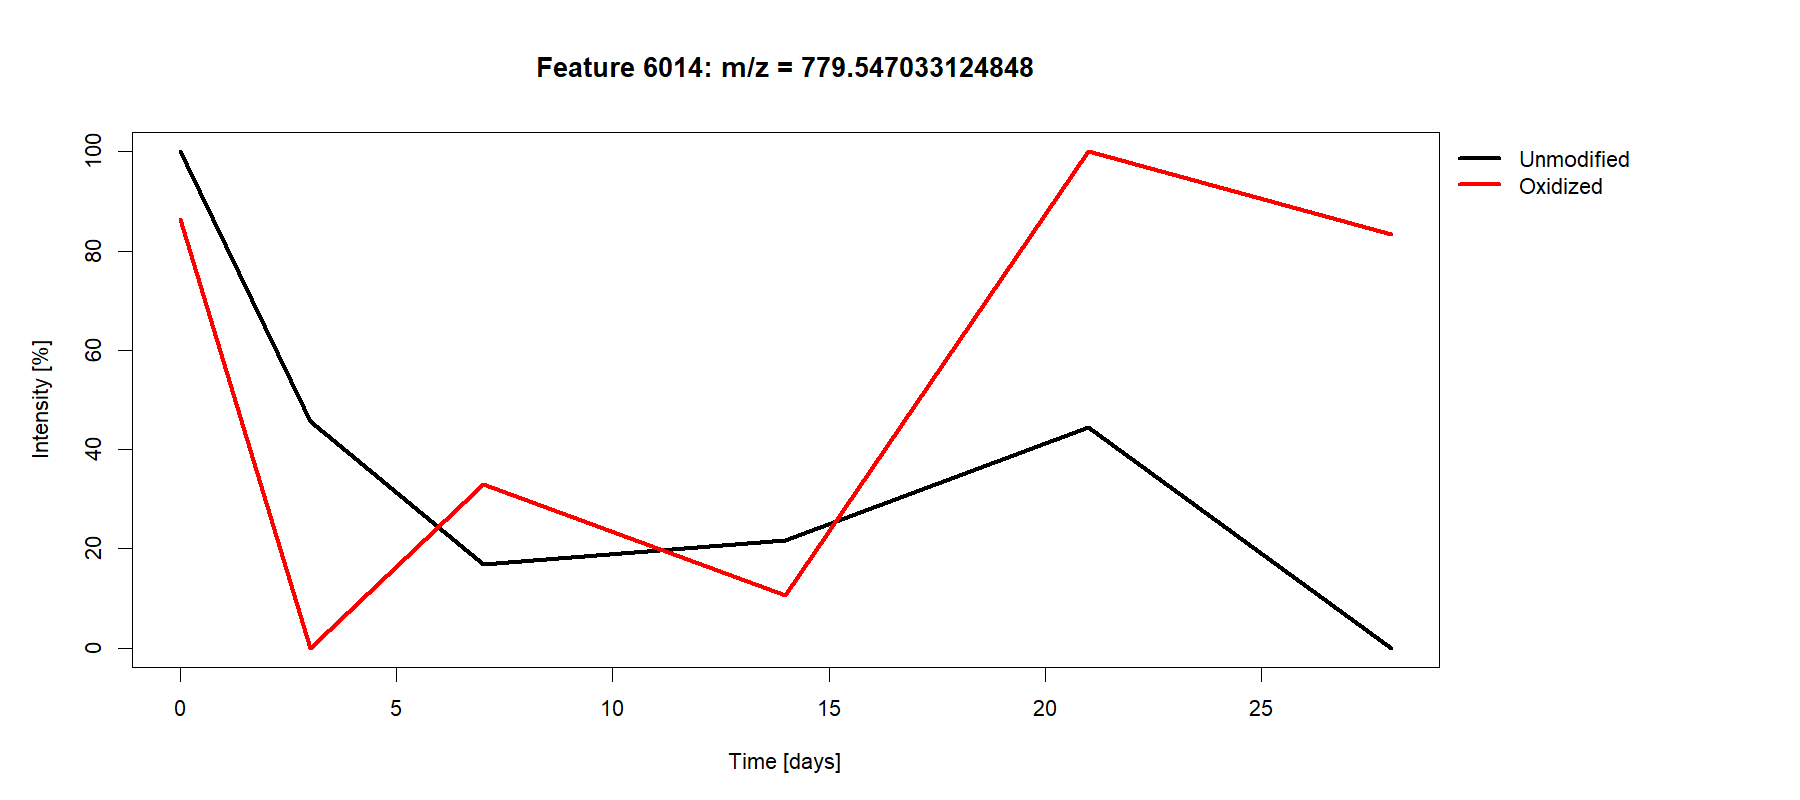 Feature 6014: m/z = 779.547033124848
Unmodified
Oxidized
Intensity [%]
100
80
60
40
20
0
0 5 10 15 20 25
Time [days]